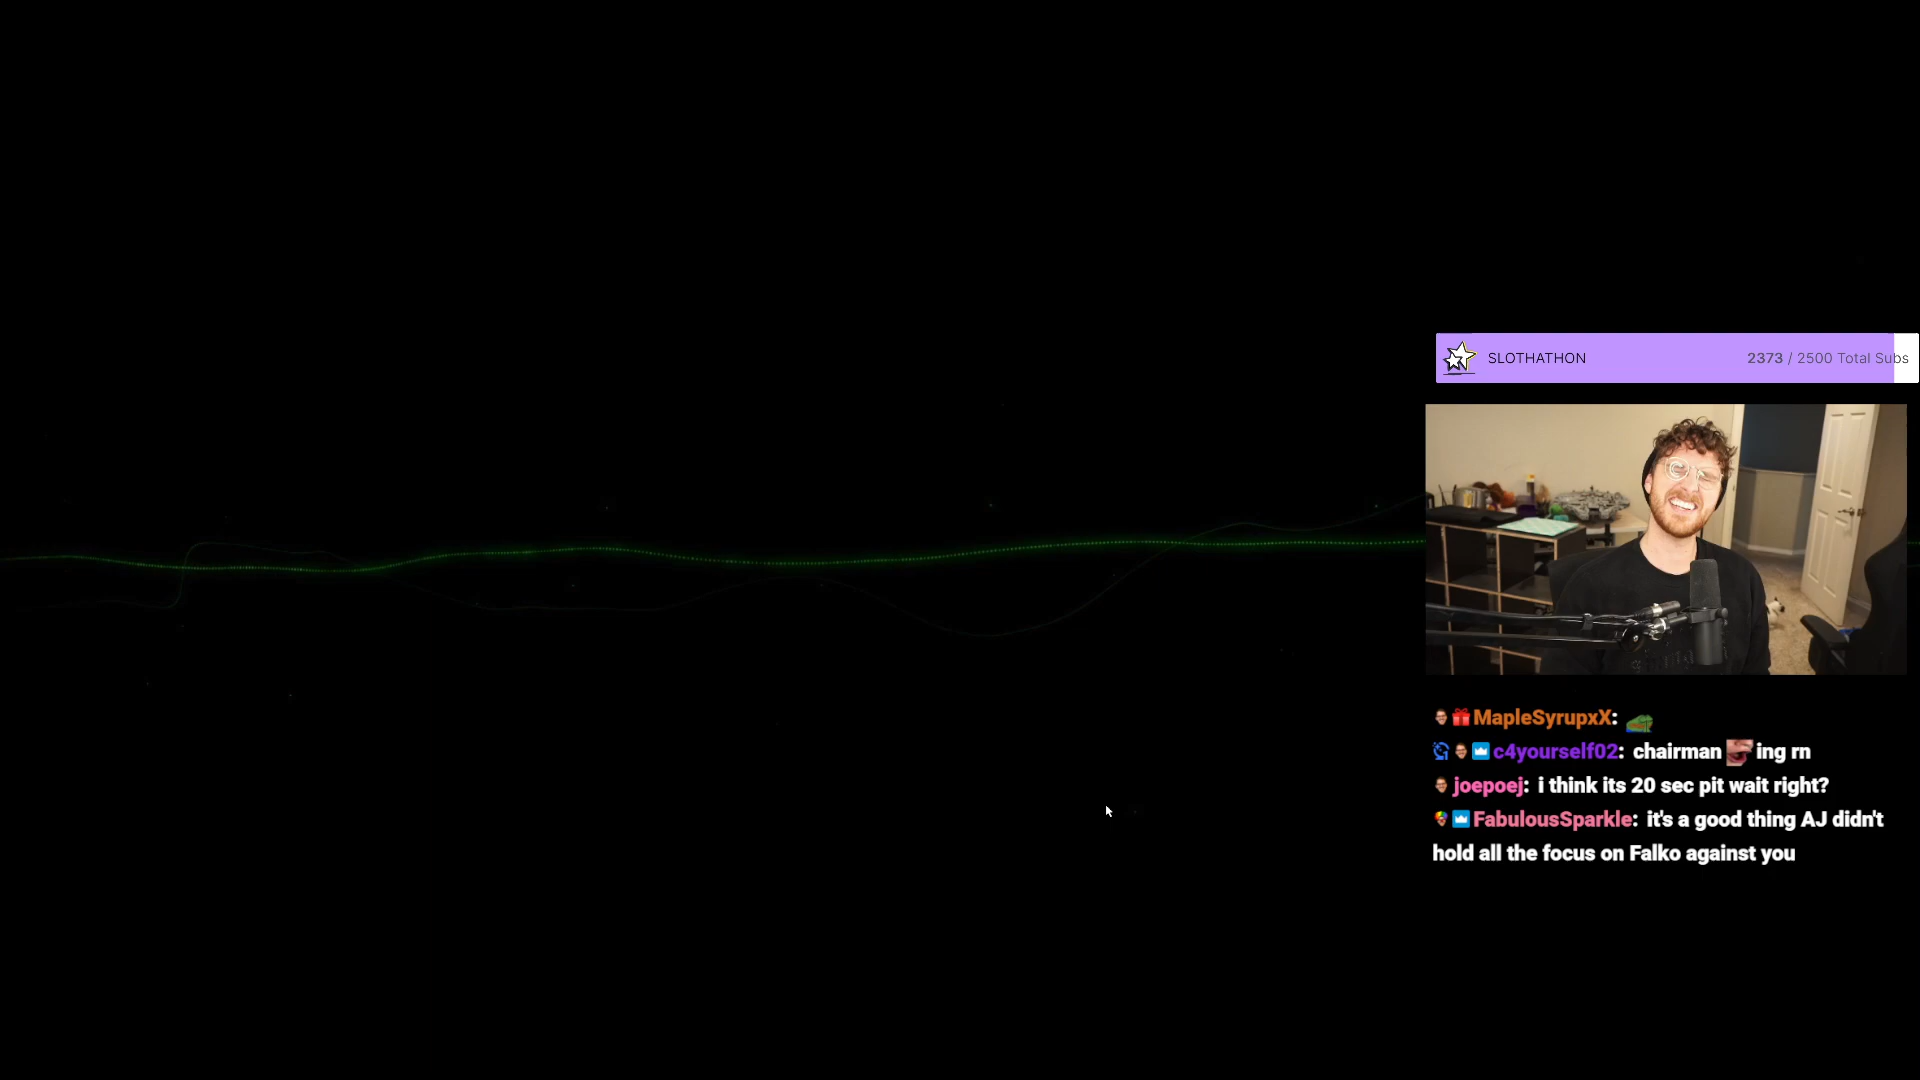 SLOTHATHON 2373 / 2500 Total Subs
MapleSyrupxX:
c4yourself02: chairman ing rn
joepoej: i think its 20 sec pit wait right?
FabulousSparkle: it's a good thing AJ didn't
hold all the focus on Falko against you